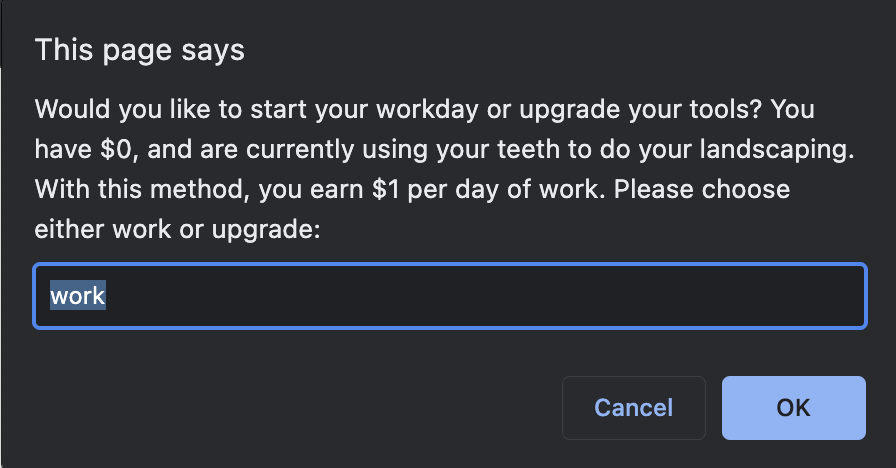 This page says
Would you like to start your workday or upgrade your tools? You
have $0, and are currently using your teeth to do your landscaping.
With this method, you earn $1 per day of work. Please choose
either work or upgrade:
work
Cancel
OK